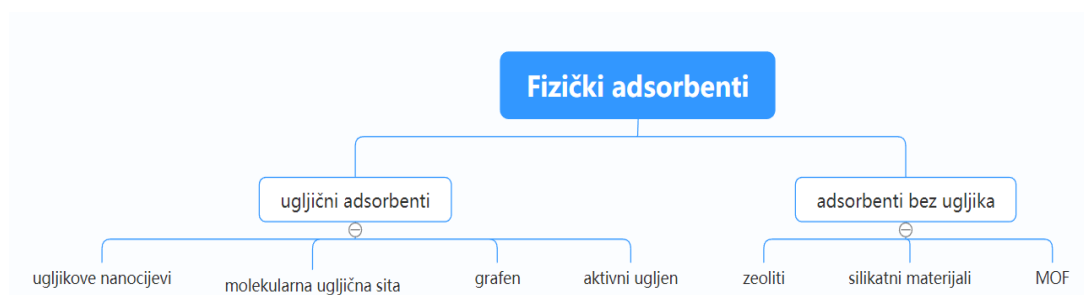 Fizički adsorbenti
ugljični adsorbenti
adsorbenti bez ugljika
ugljikove nanocijevi
molekularna ugljična sita
grafen
aktivni ugljen
zeoliti
silikatni materijali
MOF